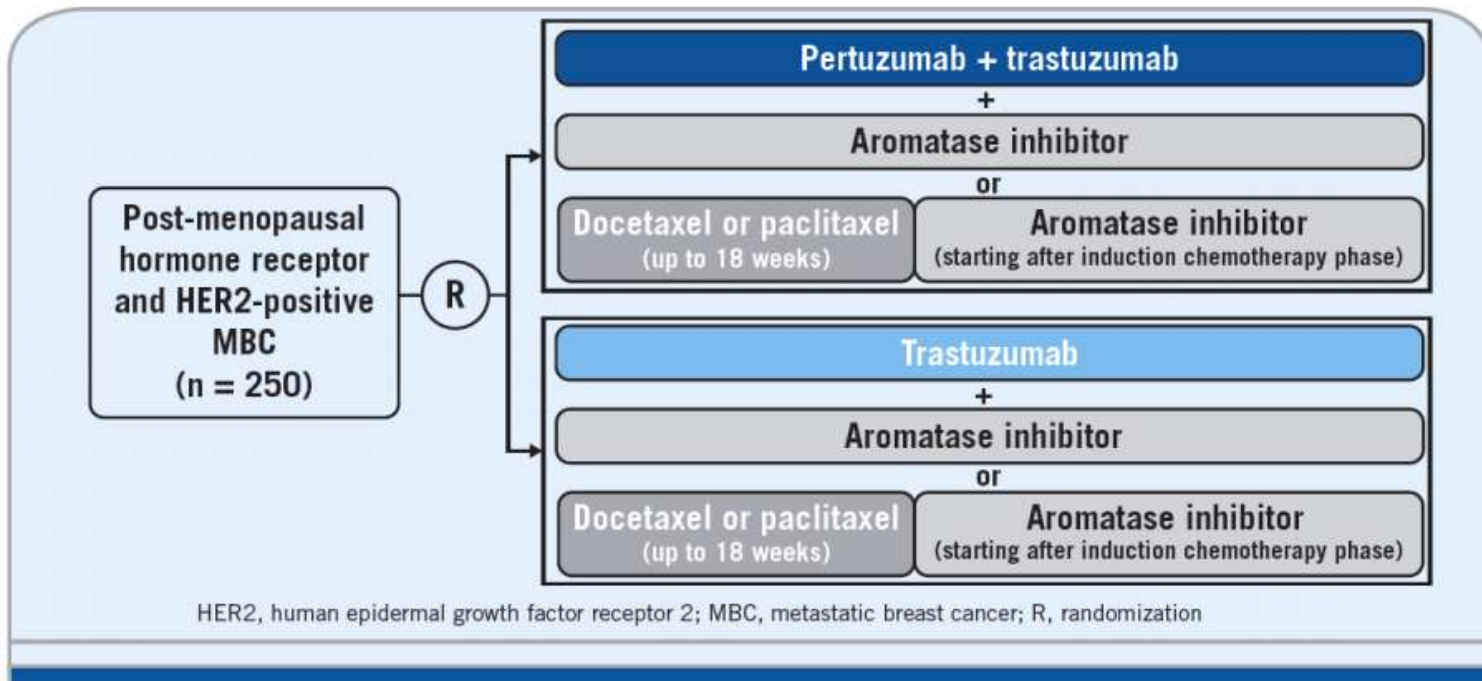 Post-menopausal
hormone receptor
and HER2-positive
MBC
(n = 250)
R
Pertuzumab + trastuzumab
+
Aromatase inhibitor
or
Docetaxel or paclitaxel
(up to 18 weeks)
Aromatase inhibitor
(starting after induction chemotherapy phase)
Trastuzumab
+
Aromatase inhibitor
or
Docetaxel or paclitaxel
(up to 18 weeks)
Aromatase inhibitor
(starting after induction chemotherapy phase)
HER2, human epidermal growth factor receptor 2; MBC, metastatic breast cancer; R, randomization